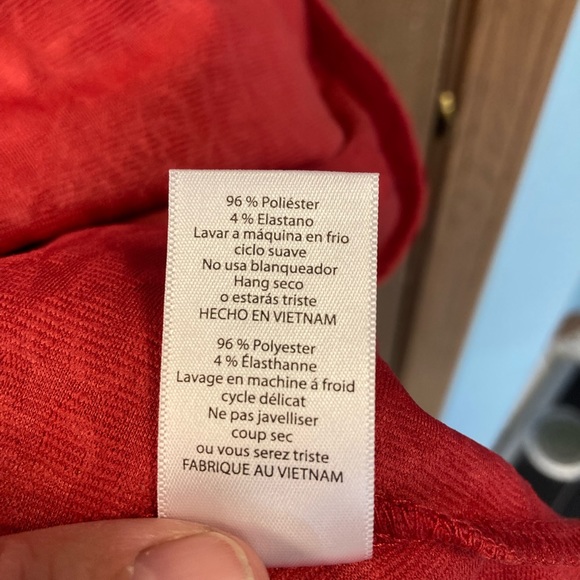 96 % Poliéster
4 % Elastano
Lavar a máquina en frio
ciclo suave
No usa blanqueador
Hang seco
o estarás triste
HECHO EN VIETNAM
96 % Polyester
4 % Élasthanne
Lavage en machine á froid
cycle délicat
Ne pas javelliser
coup sec
ou vous serez triste
FABRIQUE AU VIETNAM